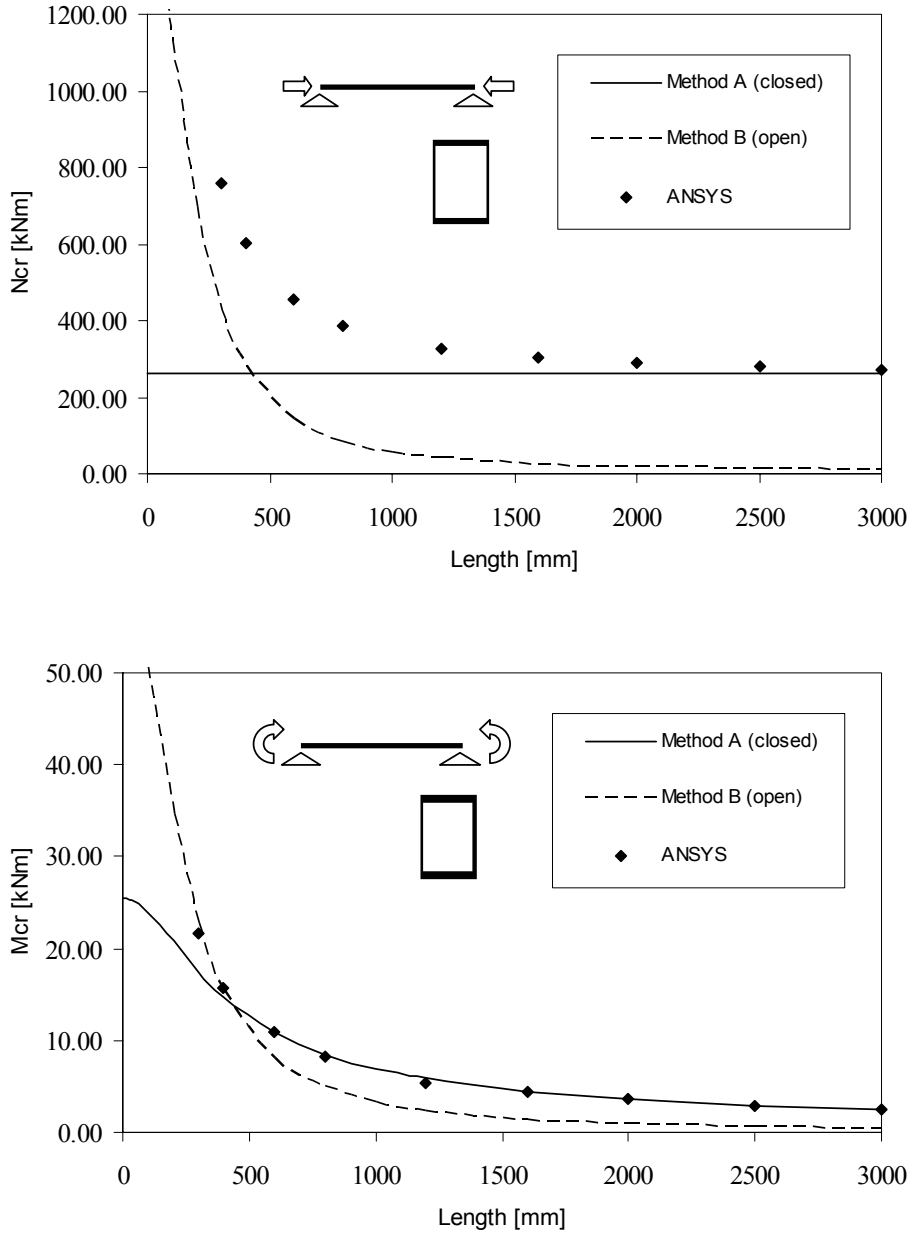 1200.00
1000.00
800.00
600.00
400.00
200.00
0.00
Ncr [kNm]
Method A (closed)
Method B (open)
ANSYS
0 500 1000 1500 2000 2500 3000
Length [mm]
50.00
40.00
30.00
20.00
10.00
0.00
Mcr [kNm]
Method A (closed)
Method B (open)
ANSYS
0 500 1000 1500 2000 2500 3000
Length [mm]